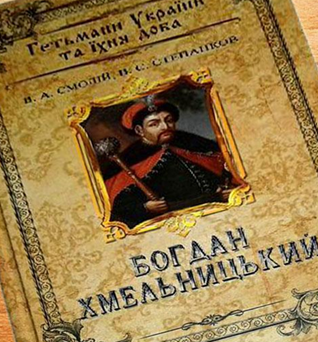 Гетьмани України
та їхня доба
В. А. СМОЛІЙ, В. С. СТЕПАНКОВ
БОГДАН
ХМЕЛЬНИЦЬКИЙ